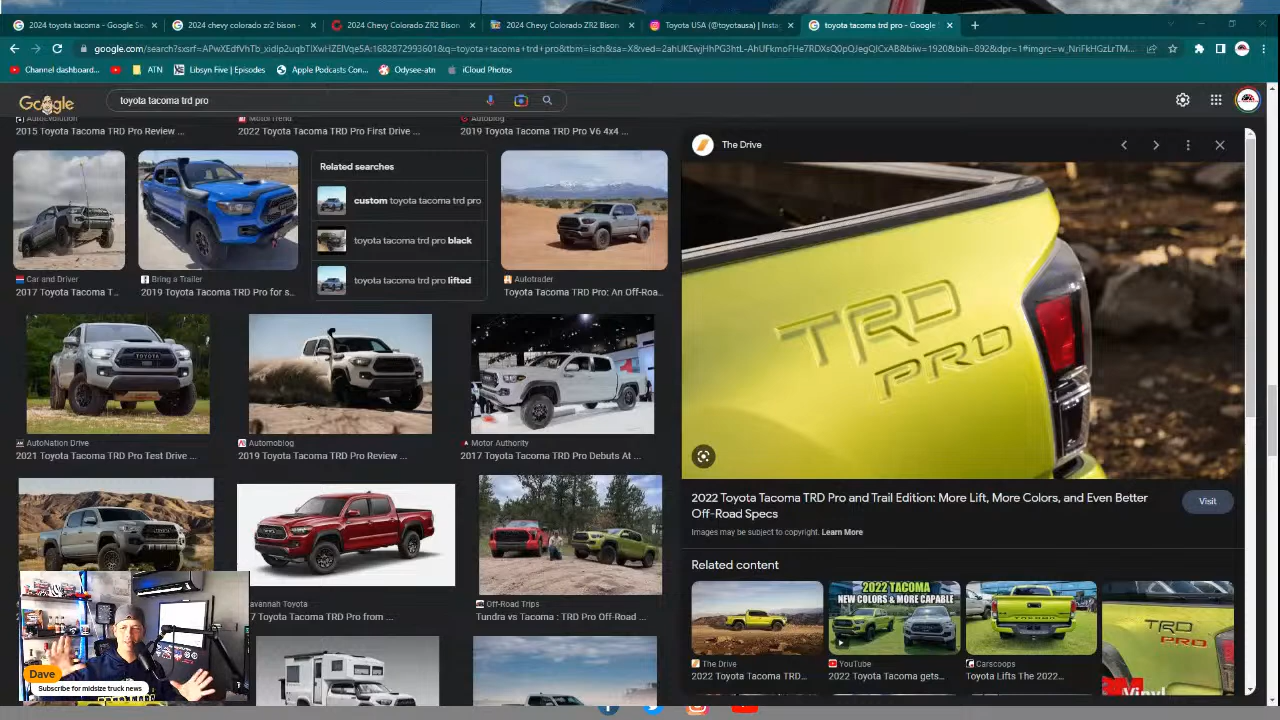 2024 toyota tacoma - Google Se
2024 chevy colorado zr2 bison -
2024 Chevy Colorado ZR2 Bison:
2024 Chevy Colorado ZR2 Bison
Toyota USA (@toyotausa) | Insta
toyota tacoma trd pro - Google
Channel dashboard...
ATN
Libsyn Five | Episodes
Apple Podcasts Con...
Odysee-atn
iCloud Photos
Google
toyota tacoma trd pro
2015 Toyota Tacoma TRD Pro Review ...
2022 Toyota Tacoma TRD Pro First Drive ...
2019 Toyota Tacoma TRD Pro V6 4x4 ...
Related searches
custom toyota tacoma trd pro
toyota tacoma trd pro black
toyota tacoma trd pro lifted
Car and Driver
2017 Toyota Tacoma T...
Bring a Trailer
2019 Toyota Tacoma TRD Pro for s...
Autotrader
Toyota Tacoma TRD Pro: An Off-Roa...
AutoNation Drive
2021 Toyota Tacoma TRD Pro Test Drive ...
Automoblog
2019 Toyota Tacoma TRD Pro Review ...
Motor Authority
2017 Toyota Tacoma TRD Pro Debuts At ...
avannah Toyota
Toyota Tacoma TRD Pro from ...
Off-Road Trips
Tundra vs Tacoma : TRD Pro Off-Road ...
Dave
Subscribe for midsize truck news
The Drive
TRD
PRO
2022 Toyota Tacoma TRD Pro and Trail Edition: More Lift, More Colors, and Even Better
Off-Road Specs
Visit
Images may be subject to copyright. Learn More
Related content
2022 TACOMA
NEW COLORS & MORE CAPABLE
TRD
PRO
Vinyl
The Drive
2022 Toyota Tacoma TRD...
YouTube
2022 Toyota Tacoma gets...
Carscoops
Toyota Lifts The 2022...